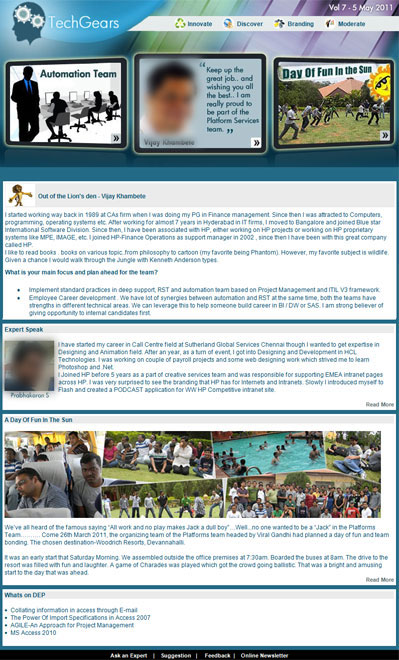 TechGears
Vol 7 - 5 May 2011
Innovate
Discover
Branding
Moderate
Automation Team
“Keep up the
great job.. and
wishing you all
the best.. I am
really proud to
be part of the
Platform Services
team. ”
Vijay Khambete
Day Of Fun In the Sun
Out of the Lion's den - Vijay Khambete
I started working way back in 1989 at CAs firm when I was doing my PG in Finance management. Since then I was attracted to Computers,
programming, operating systems etc. After working for almost 7 years in Hyderabad in IT firms, I moved to Bangalore and joined Blue star
International Software Division. Since then, I have been associated with HP, either working on HP projects or working on HP proprietary
systems like MPE, IMAGE, etc. I joined HP-Finance Operations as support manager in 2002 , since then I have been with this great company
called HP.
I like to read books . books on various topic, from philosophy to cartoon (my favorite being Phantom). However, my favorite subject is wildlife.
Given a chance I would walk through the Jungle with Kenneth Anderson types.
What is your main focus and plan ahead for the team?
• Implement standard practices in deep support, RST and automation team based on Project Management and ITIL V3 framework
• Employee Career development . We have lot of synergies between automation and RST at the same time, both the teams have
strengths in different technical areas. We can leverage this to help someone build career in BI / DW or SAS. I am strong believer of
giving opportunity to internal candidates first.
Expert Speak
I have started my career in Call Centre field at Sutherland Global Services Chennai though I wanted to get expertise in
Designing and Animation field. After an year, as a turn of event, I got into Designing and Development in HCL
Technologies. I was working on couple of payroll projects and some web designing work which strived me to learn
Photoshop and .Net.
I Joined HP before 5 years as a part of creative services team and was responsible for supporting EMEA intranet pages
across HP. I was very surprised to see the branding that HP has for Internets and Intranets. Slowly I introduced myself to
Flash and created a PODCAST application for WW HP Competitive intranet site.
Prabhakaran S
Read More
A Day Of Fun In The Sun
We've all heard of the famous saying “All work and no play makes Jack a dull boy”…Well...no one wanted to be a “Jack” in the Platforms
Team.......... Come 26th March 2011, the organizing team of the Platforms team headed by Viral Gandhi had planned a day of fun and team
bonding. The chosen destination-Woodrich Resorts, Devannahalli.
It was an early start that Saturday Morning. We assembled outside the office premises at 7:30am. Boarded the buses at 8am. The drive to the
resort was filled with fun and laughter. A game of Charades was played which got the crowd going ballistic. That was a bright and amusing
start to the day that was ahead.
Read More
Whats on DEP
• Collating information in access through E-mail
• The Power Of Import Specifications in Access 2007
• AGILE-An Approach for Project Management
• MS Access 2010
Ask an Expert | Suggestion | Feedback | Online Newsletter